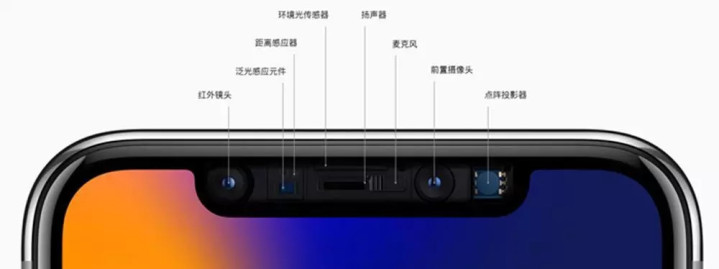 环境光传感器
扬声器
距离感应器
麦克风
泛光感应元件
前置摄像头
红外镜头
点阵投影器